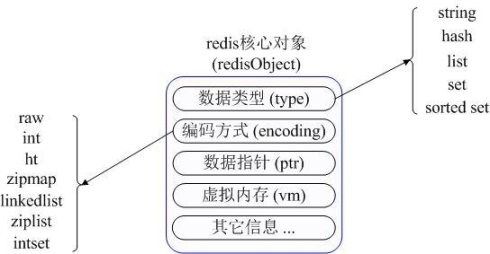 redis核心对象
(redisObject)
数据类型 (type)
编码方式 (encoding)
数据指针 (ptr)
虚拟内存 (vm)
其它信息 ...
string
hash
list
set
sorted set
raw
int
ht
zipmap
linkedlist
ziplist
intset